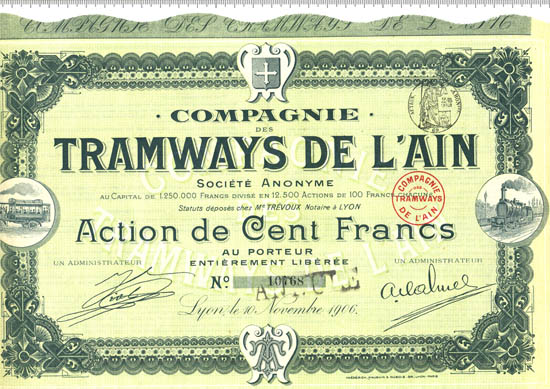 COMPAGNIE
DES
TRAMWAYS DE L'AIN
SOCIÉTÉ ANONYME
AU CAPITAL DE 1.250.000 FRANCS DIVISÉ EN 12.500 ACTIONS DE 100 FRANCS CHACUNE
Statuts déposés chez Me TRÉVOUX Notaire à LYON
COMPAGNIE
DES
TRAMWAYS
DE L'AIN
Action de Cent Francs
AU PORTEUR
ENTIÈREMENT LIBÉRÉE
UN ADMINISTRATEUR
UN ADMINISTRATEUR
No 10768
Lyon, le 10 Novembre 1906.